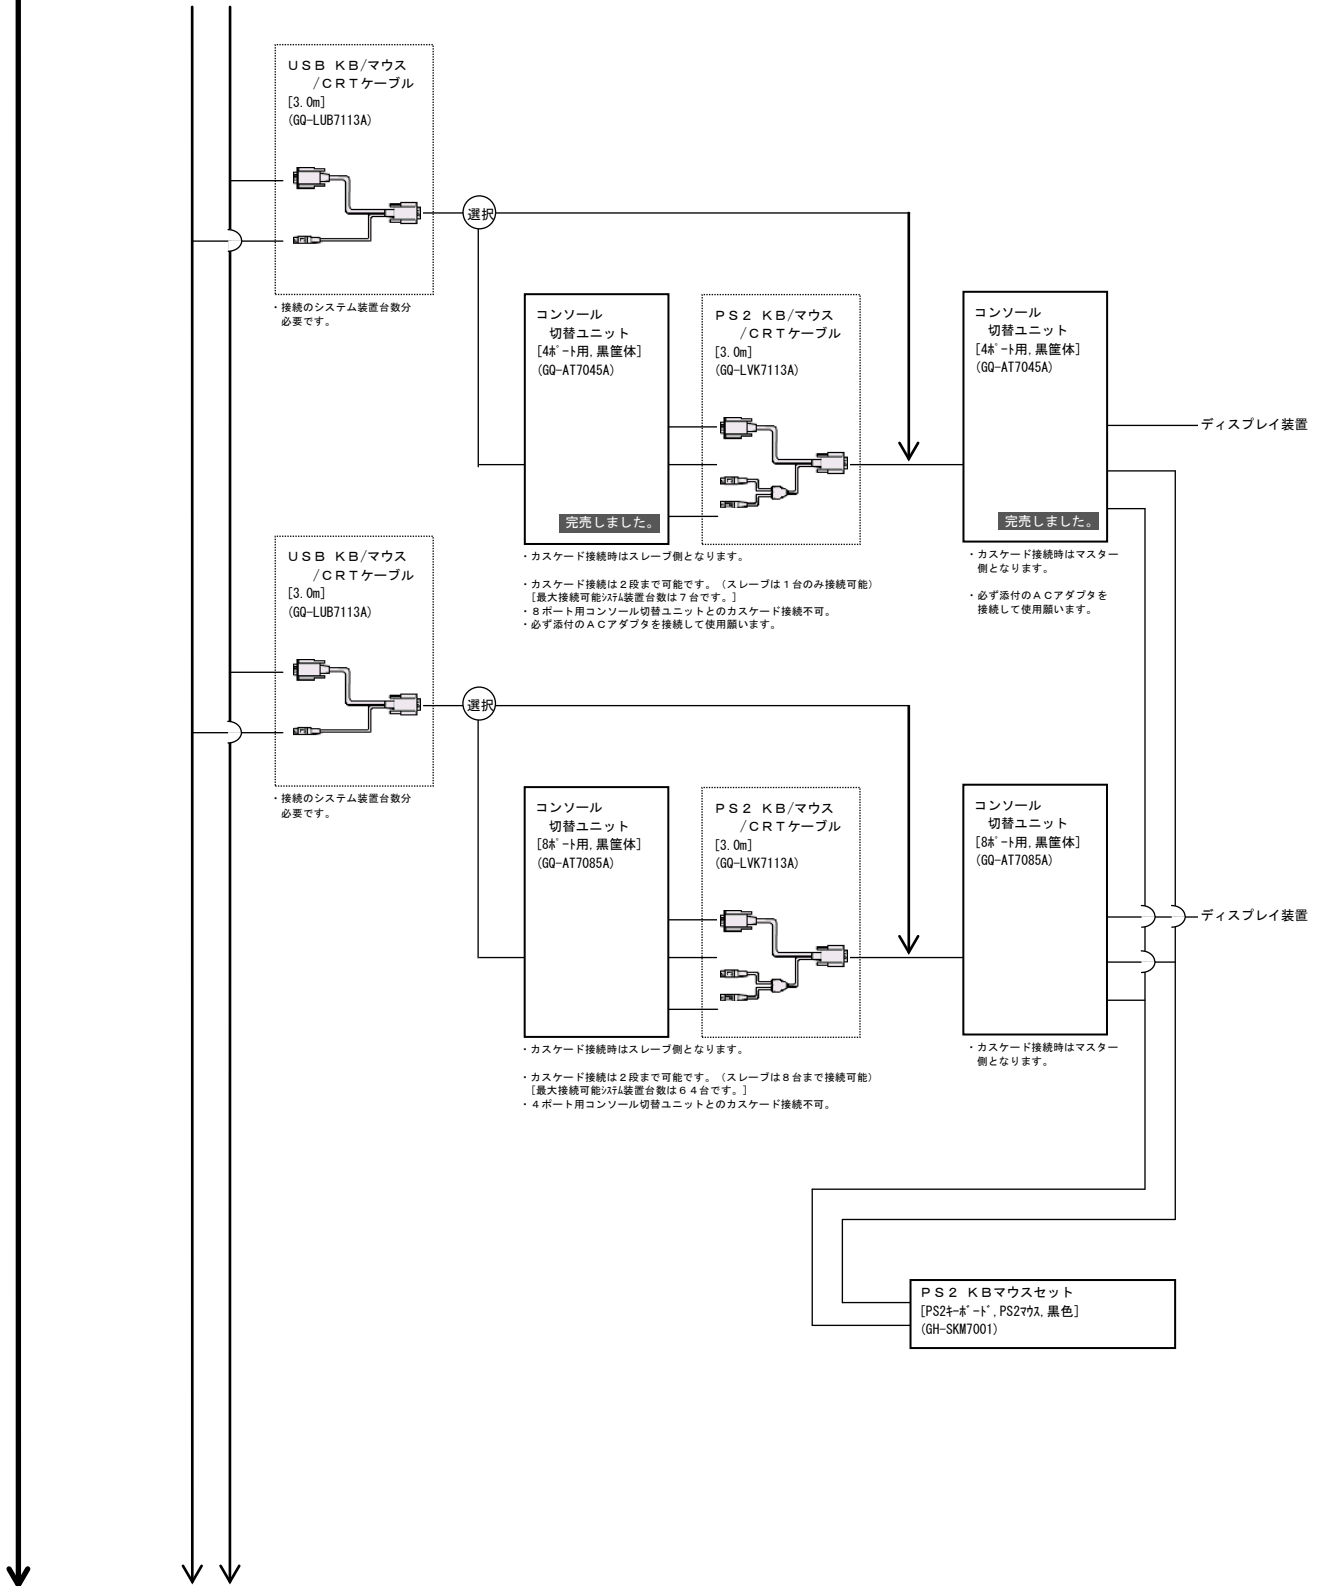 USB KB/マウス
/CRTケーブル
[3.0m]
(GQ-LUB7113A)
選択
・接続のシステム装置台数分
必要です。
コンソール
切替ユニット
[4ﾎﾟｰﾄ用,黒筐体]
(GQ-AT7045A)
完売しました。
PS2 KB/マウス
/CRTケーブル
[3.0m]
(GQ-LVK7113A)
コンソール
切替ユニット
[4ﾎﾟｰﾄ用,黒筐体]
(GQ-AT7045A)
完売しました。
ディスプレイ装置
・カスケード接続時はスレーブ側となります。
・カスケード接続は２段まで可能です。（スレーブは１台のみ接続可能）
[最大接続可能ｼｽﾃﾑ装置台数は７台です。]
・８ポート用コンソール切替ユニットとのカスケード接続不可。
・必ず添付のＡＣアダプタを接続して使用願います。
・カスケード接続時はマスター
側となります。
・必ず添付のＡＣアダプタを
接続して使用願います。
USB KB/マウス
/CRTケーブル
[3.0m]
(GQ-LUB7113A)
選択
・接続のシステム装置台数分
必要です。
コンソール
切替ユニット
[8ﾎﾟｰﾄ用,黒筐体]
(GQ-AT7085A)
PS2 KB/マウス
/CRTケーブル
[3.0m]
(GQ-LVK7113A)
コンソール
切替ユニット
[8ﾎﾟｰﾄ用,黒筐体]
(GQ-AT7085A)
ディスプレイ装置
・カスケード接続時はスレーブ側となります。
・カスケード接続は２段まで可能です。（スレーブは８台まで接続可能）
[最大接続可能ｼｽﾃﾑ装置台数は６４台です。]
・４ポート用コンソール切替ユニットとのカスケード接続不可。
・カスケード接続時はマスター
側となります。
PS2 KBマウスセット
[PS2ｷｰﾎﾞｰﾄﾞ,PS2ﾏｳｽ,黒色]
(GH-SKM7001)